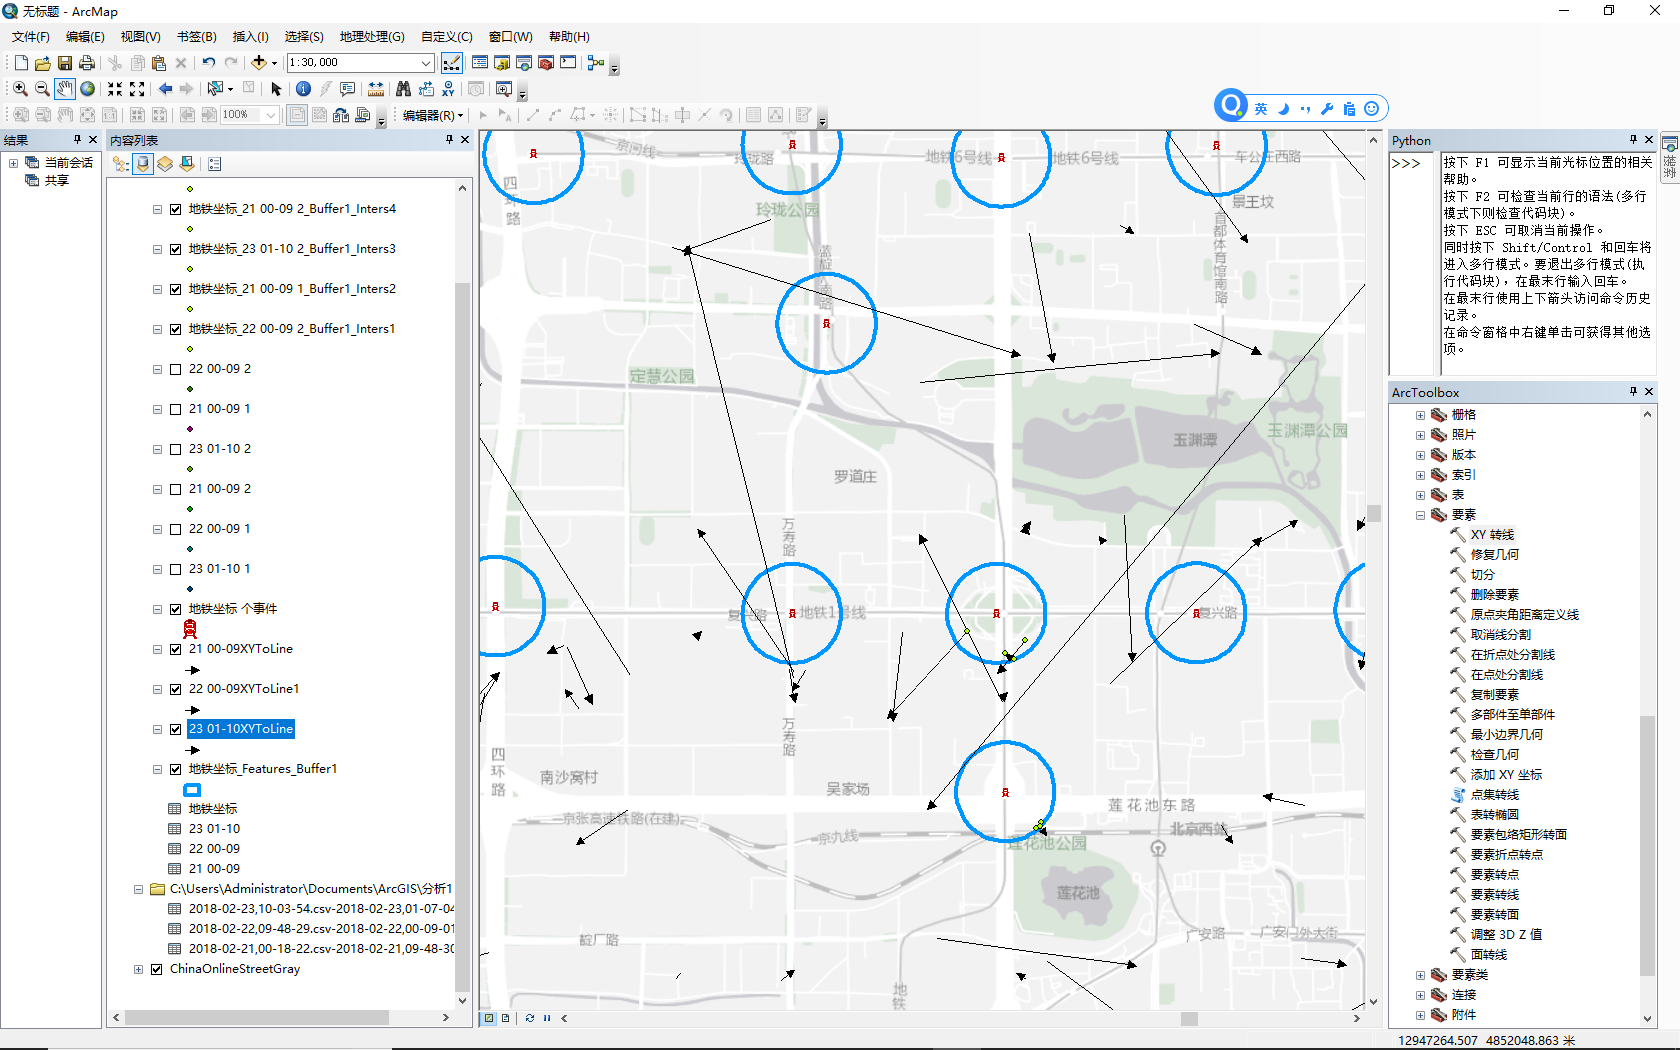 无标题 - ArcMap
文件(F) 编辑(E) 视图(V) 书签(B) 插入(I) 选择(S) 地理处理(G) 自定义(C) 窗口(W) 帮助(H)
1:30,000
100%
编辑器(R)
英
结果
当前会话
共享
内容列表
地铁坐标_21 00-09 2_Buffer1_Inters4
地铁坐标_23 01-10 2_Buffer1_Inters3
地铁坐标_21 00-09 1_Buffer1_Inters2
地铁坐标_22 00-09 2_Buffer1_Inters1
22 00-09 2
21 00-09 1
23 01-10 2
21 00-09 2
22 00-09 1
23 01-10 1
地铁坐标 个事件
21 00-09XYToLine
22 00-09XYToLine1
23 01-10XYToLine
地铁坐标_Features_Buffer1
地铁坐标
23 01-10
22 00-09
21 00-09
C:\Users\Administrator\Documents\ArcGIS\分析1
2018-02-23,10-03-54.csv-2018-02-23,01-07-04
2018-02-22,09-48-29.csv-2018-02-22,00-09-01
2018-02-21,00-18-22.csv-2018-02-21,09-48-30
ChinaOnlineStreetGray
京门线
玲珑路
地铁6号线
地铁6号线
车公庄西路
四环路
玲珑公园
景王坟
首都体育馆南路
定慧公园
玉渊潭
玉渊潭公园
罗道庄
万寿路
复兴路
地铁1号线
复兴路
万寿路
四环路
南沙窝村
吴家场
莲花池东路
京张高速铁路(在建)
京九线
北京西站
莲花池公园
莲花池
靛厂路
广安路
广安门外大街
地铁
Python
>>>
按下 F1 可显示当前光标位置的相关
帮助。
按下 F2 可检查当前行的语法(多行
模式下则检查代码块)。
按下 ESC 可取消当前操作。
同时按下 Shift/Control 和回车将
进入多行模式。要退出多行模式(执
行代码块)，在最末行输入回车。
在最末行使用上下箭头访问命令历史
记录。
在命令窗格中右键单击可获得其他选
项。
ArcToolbox
栅格
照片
版本
索引
表
要素
XY 转线
修复几何
切分
删除要素
原点夹角距离定义线
取消线分割
在折点处分割线
在点处分割线
复制要素
多部件至单部件
最小边界几何
检查几何
添加 XY 坐标
点集转线
表转椭圆
要素包络矩形转面
要素折点转点
要素转点
要素转线
要素转面
调整 3D Z 值
面转线
要素类
连接
附件
12947264.507 4852048.863 米